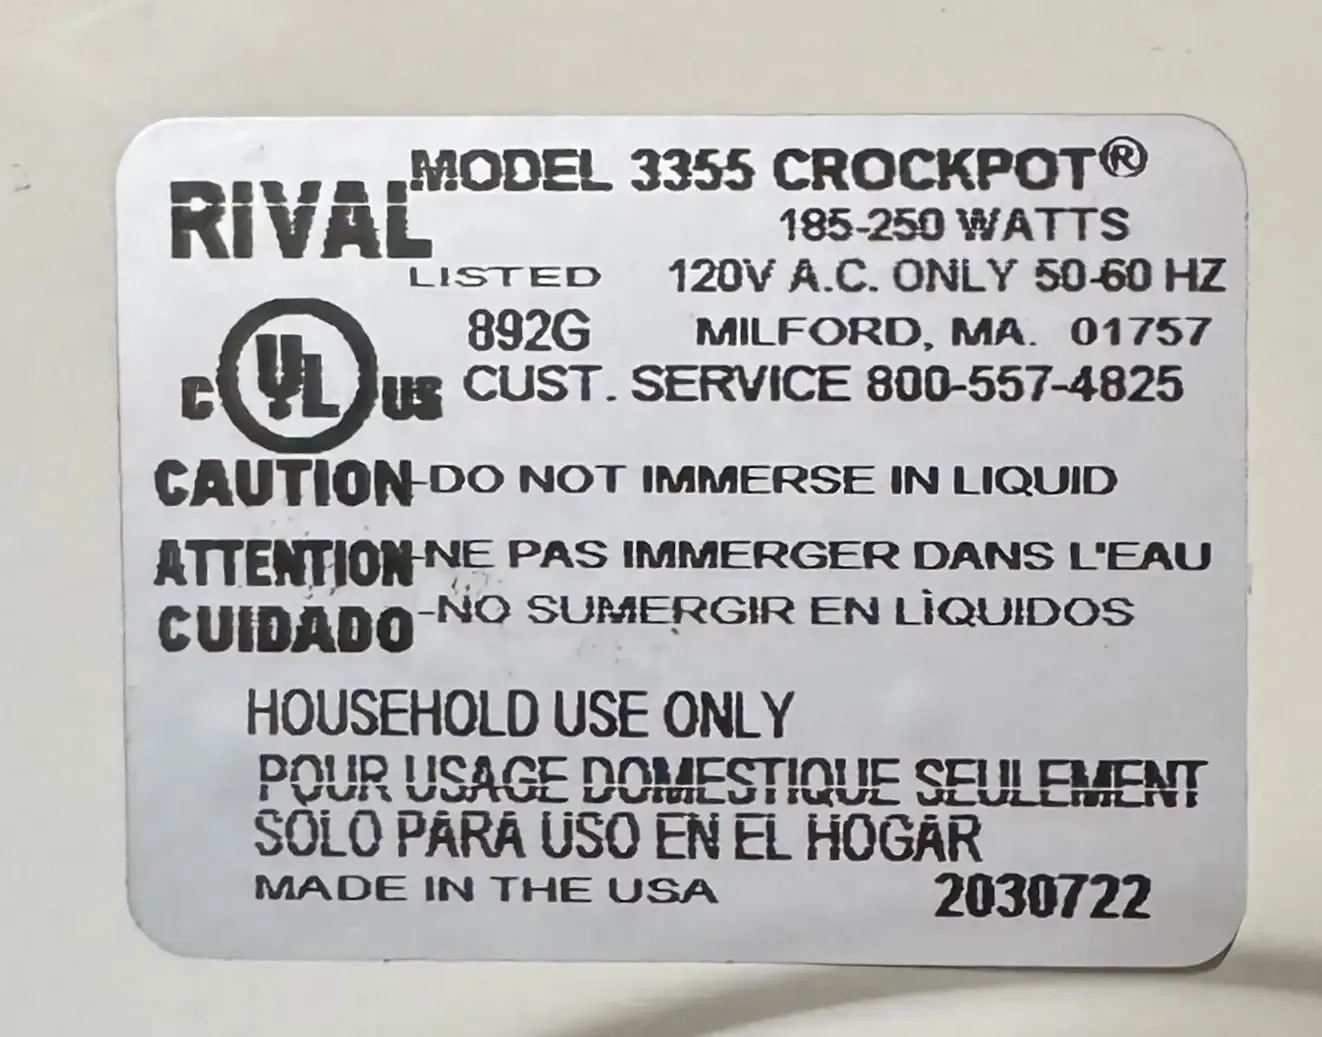 MODEL 3355 CROCKPOT®
RIVAL
185-250 WATTS
LISTED 120V A.C. ONLY 50-60 HZ
892G MILFORD, MA. 01757
C UL US CUST. SERVICE 800-557-4825
CAUTION-DO NOT IMMERSE IN LIQUID
ATTENTION-NE PAS IMMERGER DANS L'EAU
CUIDADO-NO SUMERGIR EN LÌQUIDOS
HOUSEHOLD USE ONLY
POUR USAGE DOMESTIQUE SEULEMENT
SÓLO PARA USO EN EL HOGAR
MADE IN THE USA 2030722